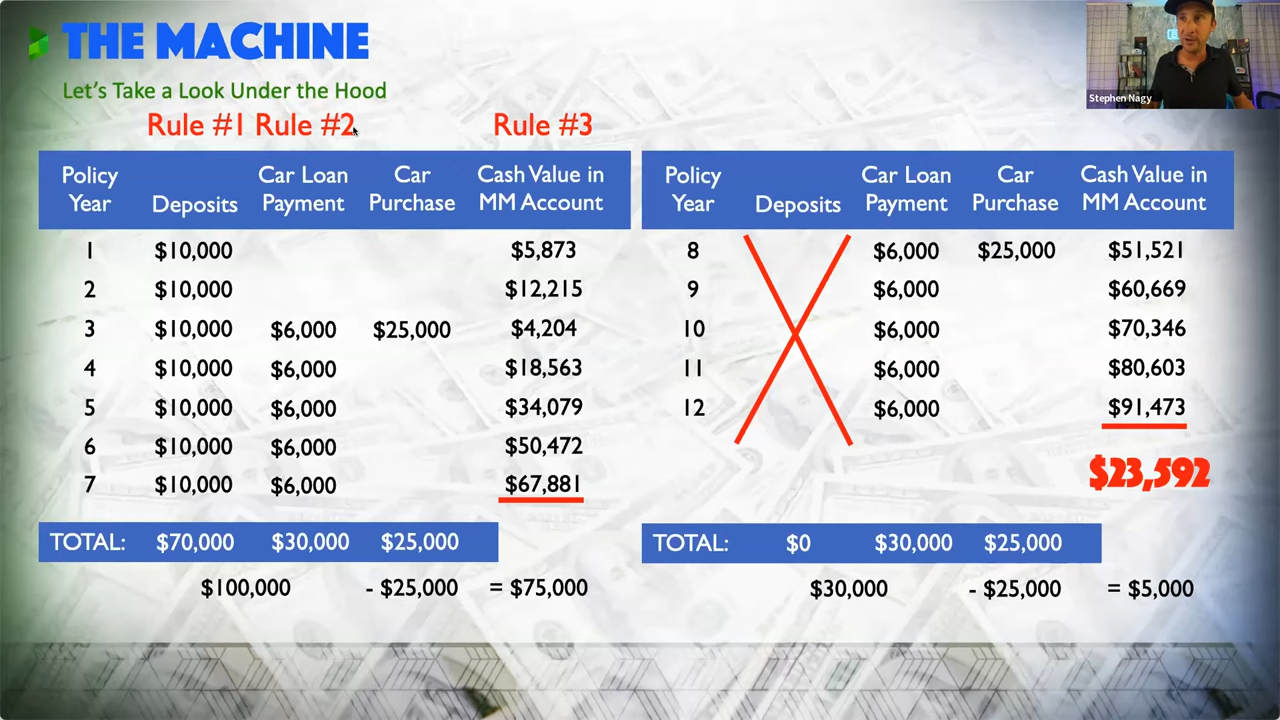 THE MACHINE
Let's Take a Look Under the Hood
Stephen Nagy
Rule #1 Rule #2 Rule #3
Policy Year Deposits Car Loan Payment Car Purchase Cash Value in MM Account
1 $10,000 $5,873
2 $10,000 $12,215
3 $10,000 $6,000 $25,000 $4,204
4 $10,000 $6,000 $18,563
5 $10,000 $6,000 $34,079
6 $10,000 $6,000 $50,472
7 $10,000 $6,000 $67,881
TOTAL: $70,000 $30,000 $25,000
$100,000 - $25,000 = $75,000
Policy Year Deposits Car Loan Payment Car Purchase Cash Value in MM Account
8 $6,000 $25,000 $51,521
9 $6,000 $60,669
10 $6,000 $70,346
11 $6,000 $80,603
12 $6,000 $91,473
$23,592
TOTAL: $0 $30,000 $25,000
$30,000 - $25,000 = $5,000